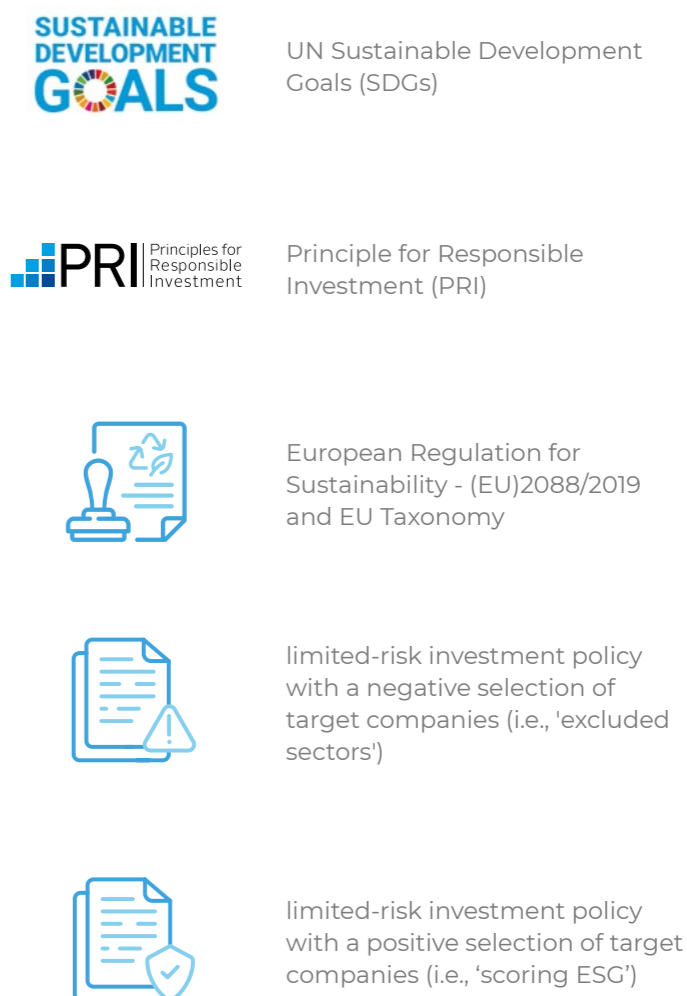 SUSTAINABLE
DEVELOPMENT
GOALS
UN Sustainable Development
Goals (SDGs)
PRI
Principles for
Responsible
Investment
Principle for Responsible
Investment (PRI)
European Regulation for
Sustainability - (EU)2088/2019
and EU Taxonomy
limited-risk investment policy
with a negative selection of
target companies (i.e., 'excluded
sectors')
limited-risk investment policy
with a positive selection of target
companies (i.e., ‘scoring ESG’)